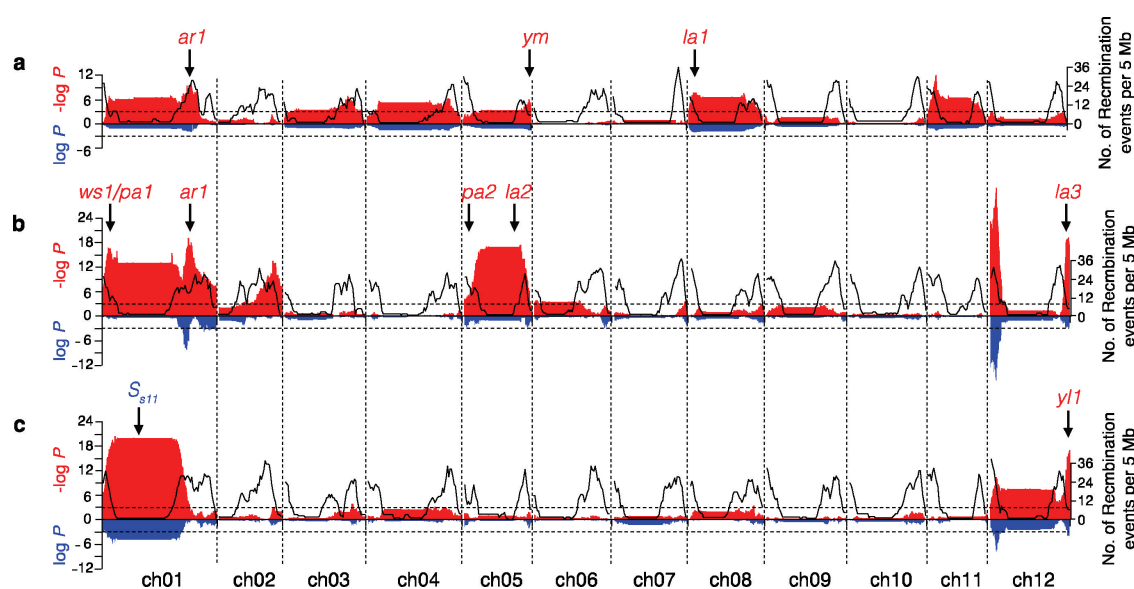 ar1 ym la1
a
12
6
0
-6
-log P
log P
36
24
12
0
No. of Recmbination
events per 5 Mb
ws1/pa1 ar1 pa2 la2 la3
b
24
18
12
6
0
-6
-12
-log P
log P
36
24
12
0
No. of Recmbination
events per 5 Mb
Ss11 yl1
c
24
18
12
6
0
-6
-12
-log P
log P
36
24
12
0
No. of Recmbination
events per 5 Mb
ch01 ch02 ch03 ch04 ch05 ch06 ch07 ch08 ch09 ch10 ch11 ch12